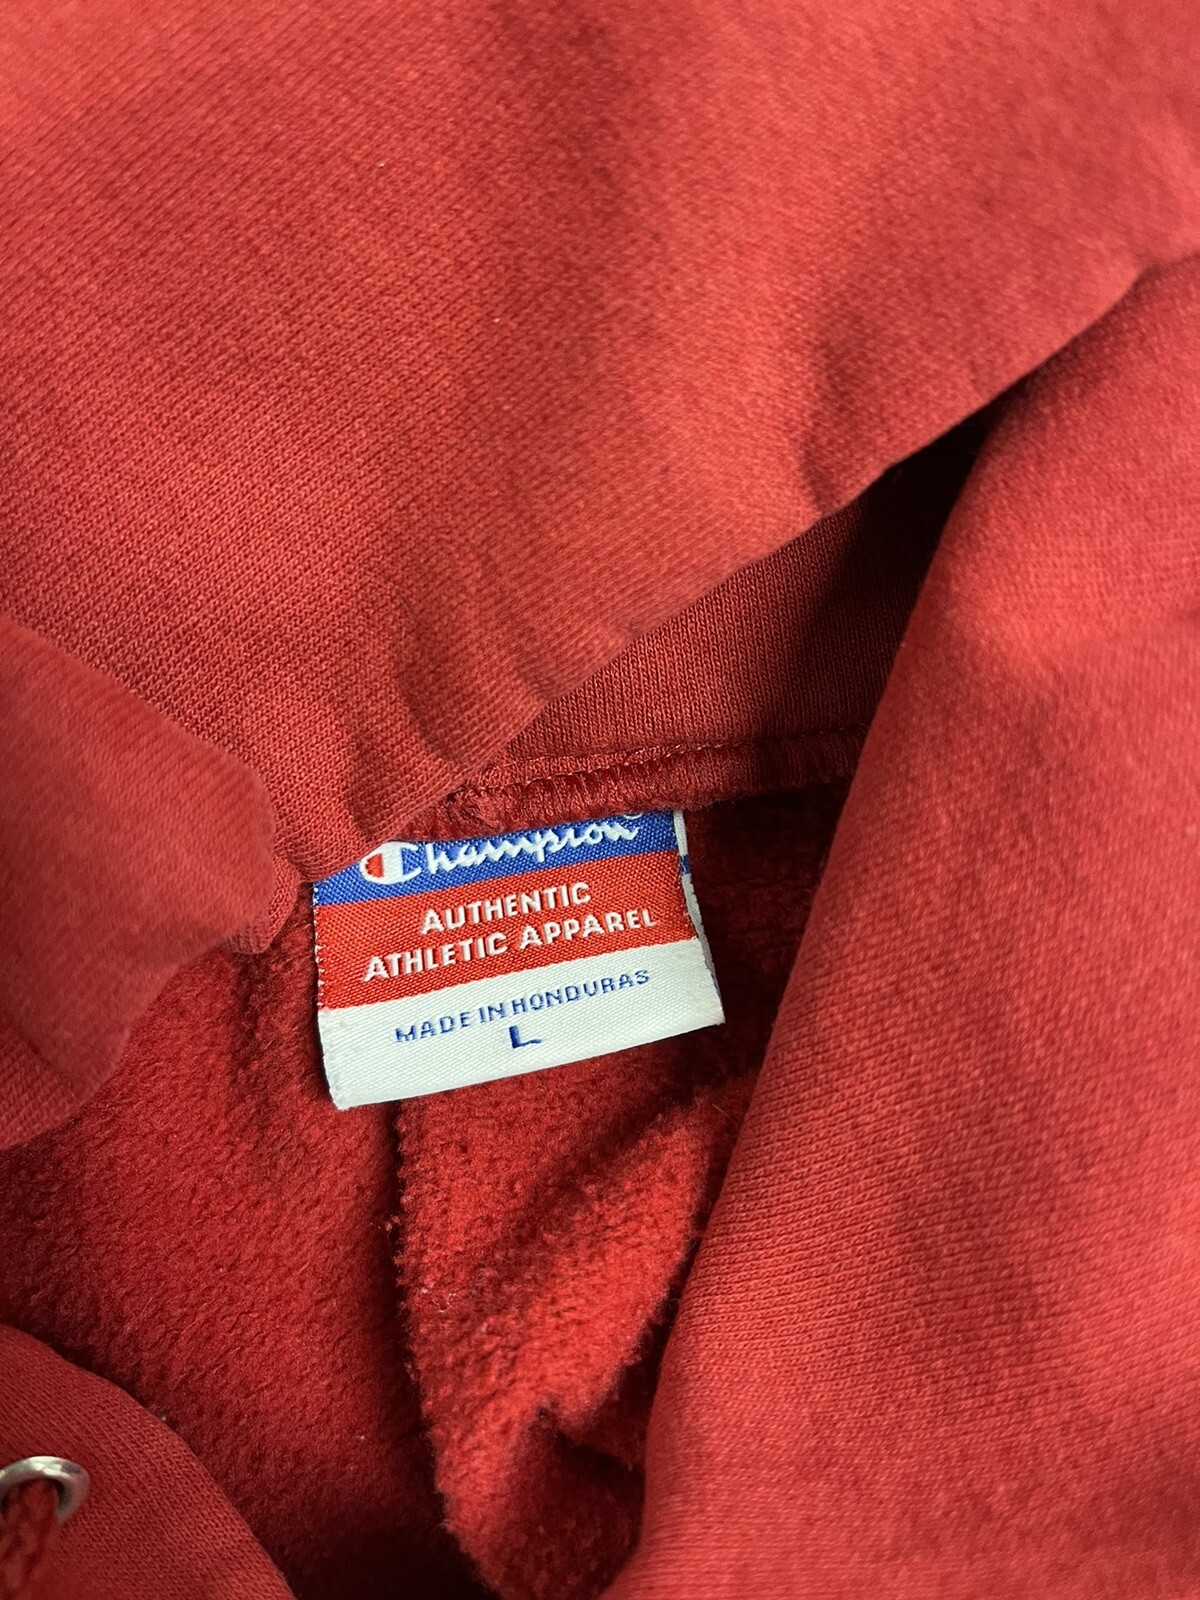 Champion
AUTHENTIC
ATHLETIC APPAREL
MADE IN HONDURAS
L